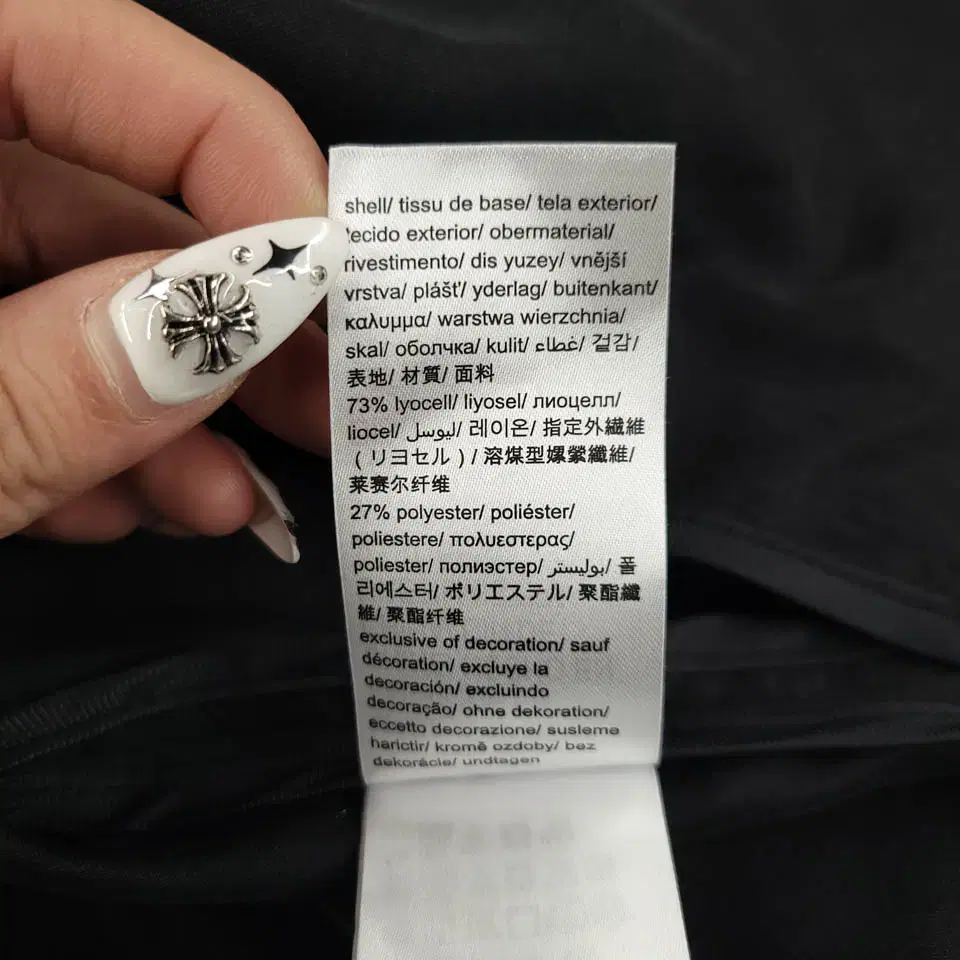 shell/ tissu de base/ tela exterior/
tecido exterior/ obermaterial/
rivestimento/ dis yuzey/ vnější
vrstva/ plášť/ yderlag/ buitenkant/
καλυμμα/ warstwa wierzchnia/
skal/ оболчка/ kulit/ غطاء/ 겉감/
表地/ 材質/ 面料
73% lyocell/ liyosel/ лиоцелл/
liocel/ ليوسل/ 레이온/ 指定外繊維
(リヨセル)/ 溶煤型嫘縈纖維/
莱赛尔纤维
27% polyester/ poliéster/
poliestere/ πολυεστερας/
poliester/ полиэстер/ بوليستر/ 폴
리에스터/ ポリエステル/ 聚酯纖
維/ 聚酯纤维
exclusive of decoration/ sauf
décoration/ excluye la
decoración/ excluindo
decoração/ ohne dekoration/
eccetto decorazione/ susleme
harictir/ kromě ozdoby/ bez
dekorácie/ undtagen